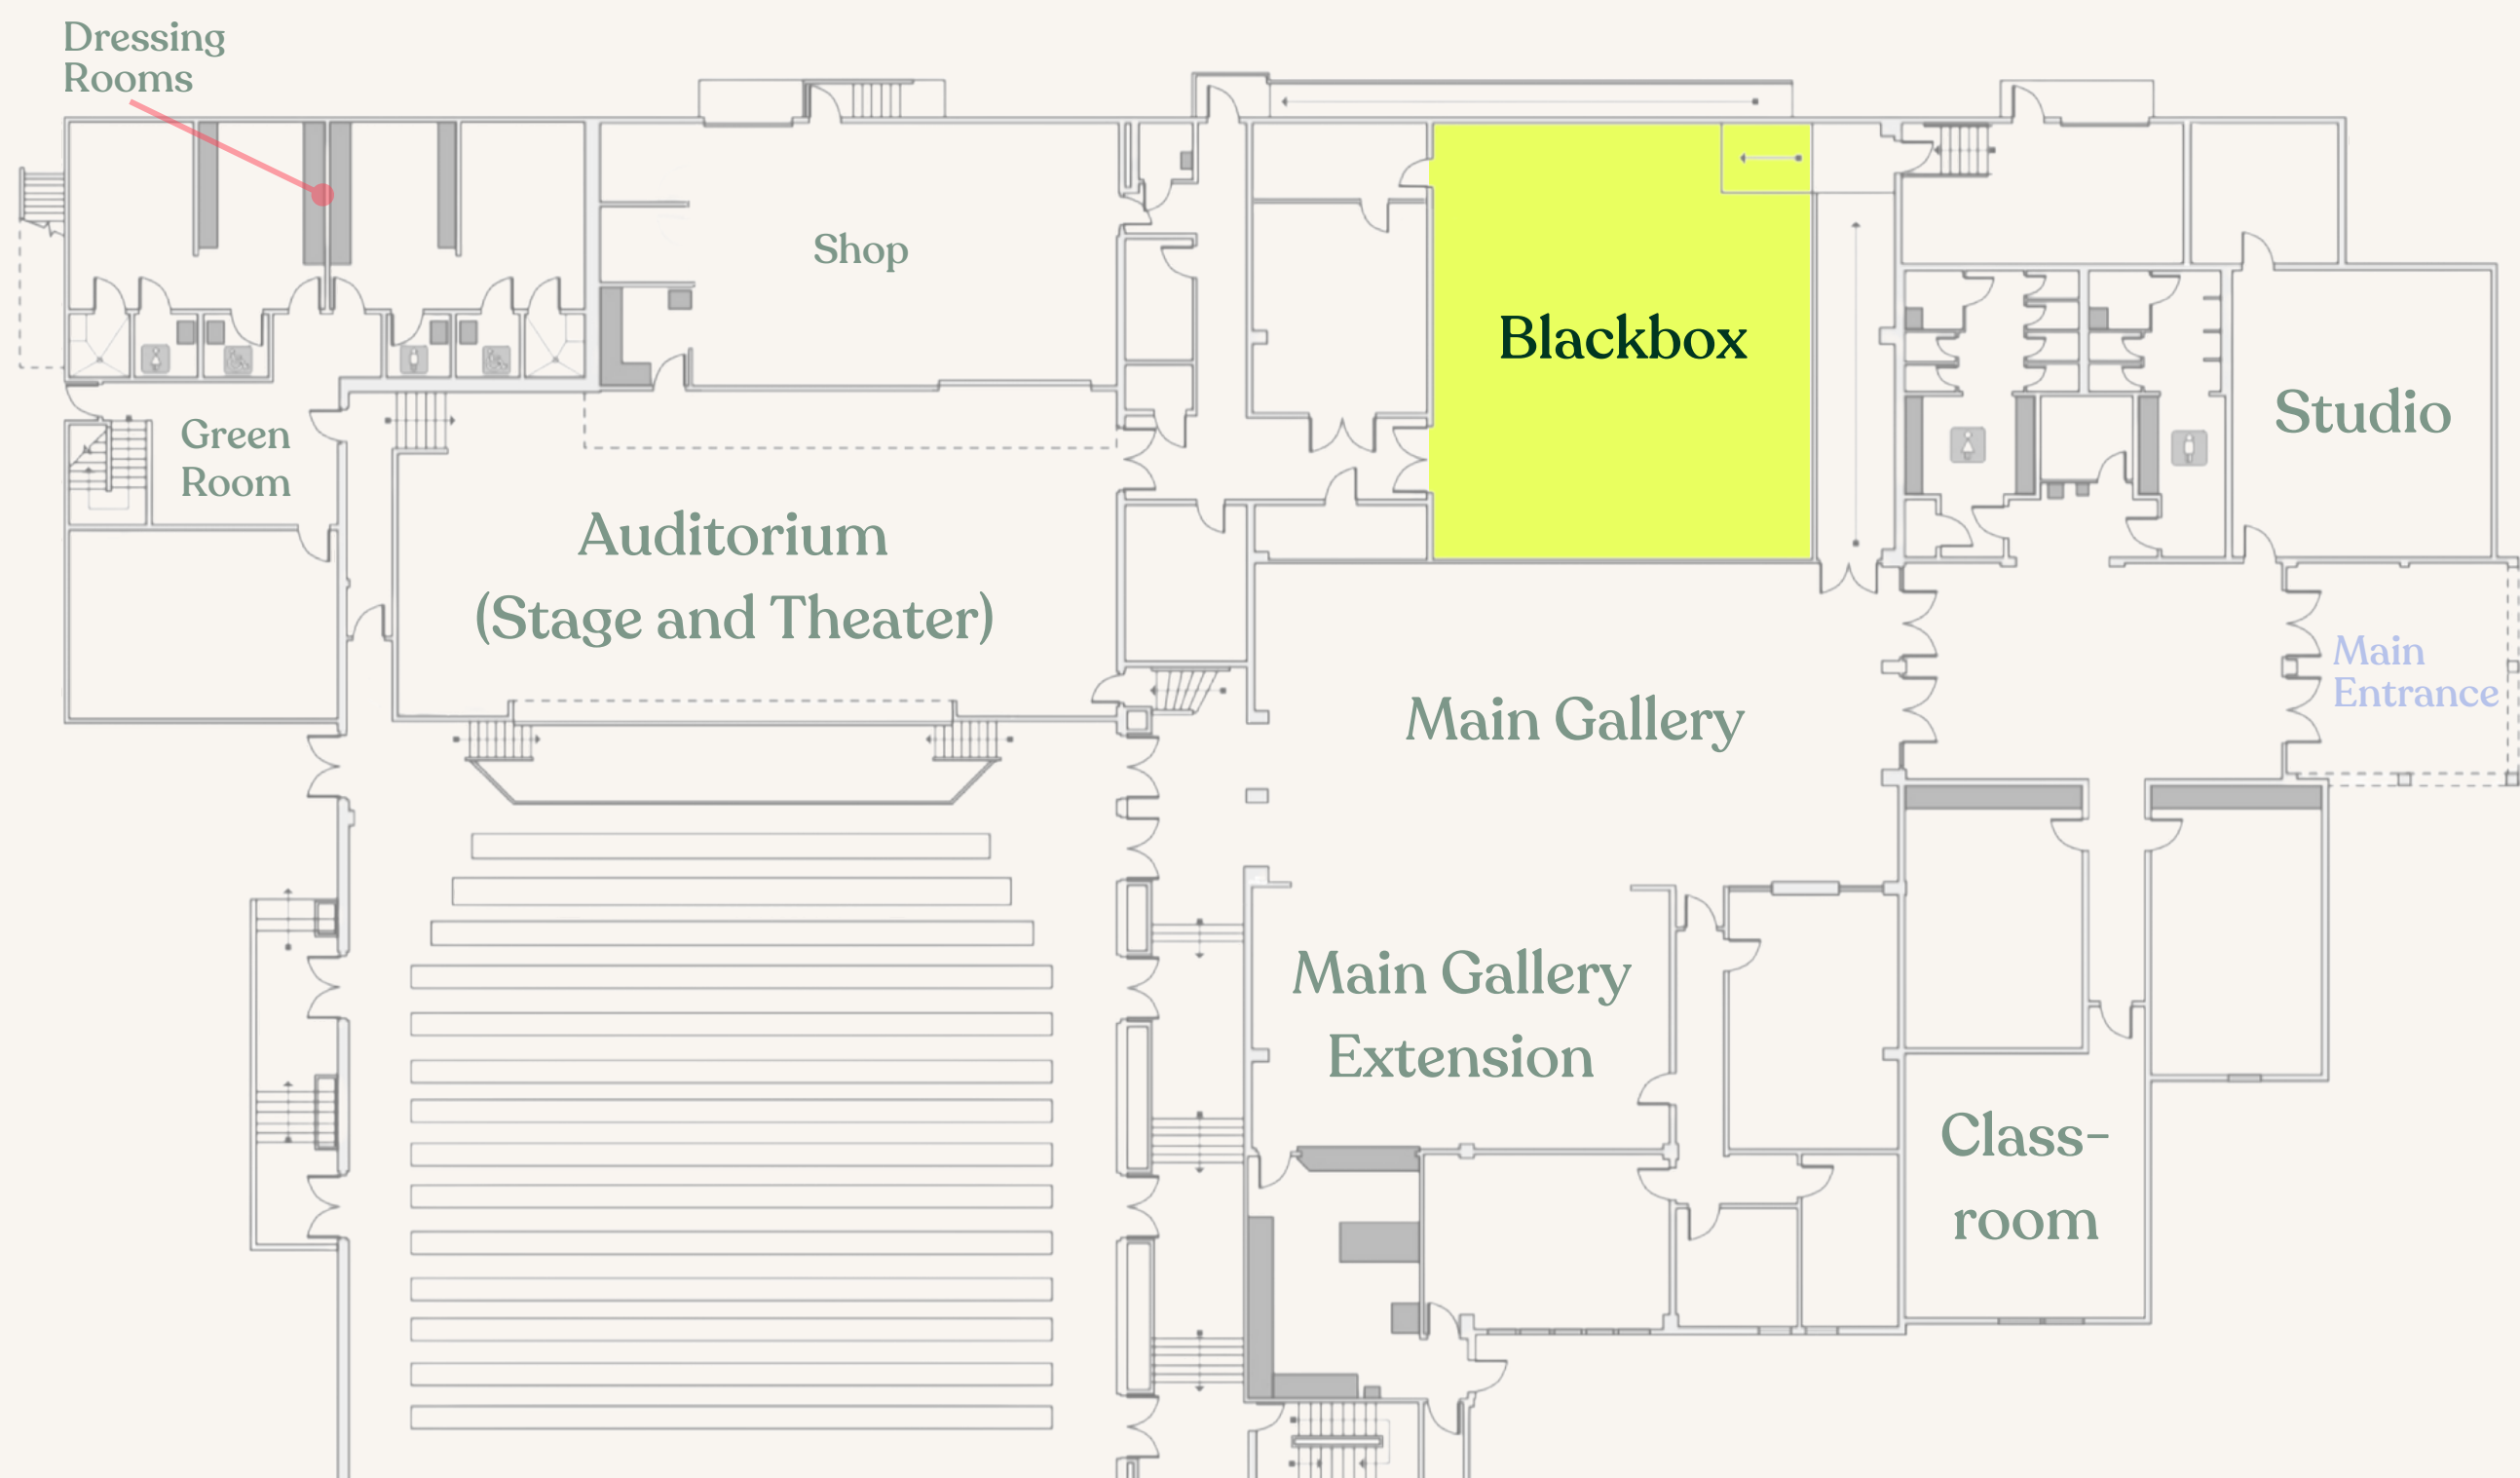 Dressing
Rooms
Shop
Blackbox
Green
Room
Studio
Auditorium
(Stage and Theater)
Main
Entrance
Main Gallery
Main Gallery
Extension
Class-
room